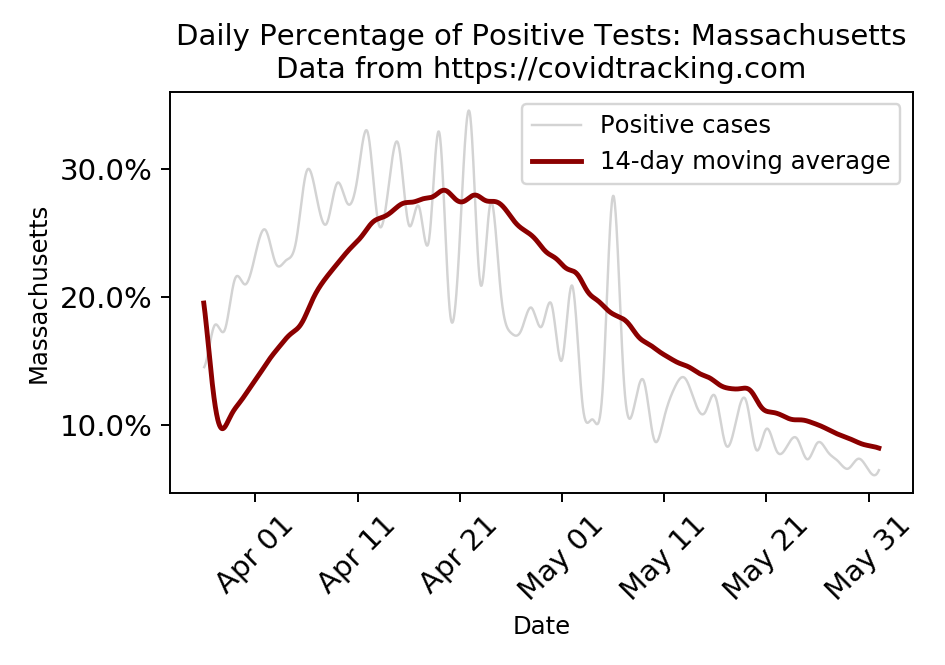 Daily Percentage of Positive Tests: Massachusetts
Data from https://covidtracking.com
Positive cases
14-day moving average
30.0%
20.0%
10.0%
Massachusetts
Apr 01
Apr 11
Apr 21
May 01
May 11
May 21
May 31
Date